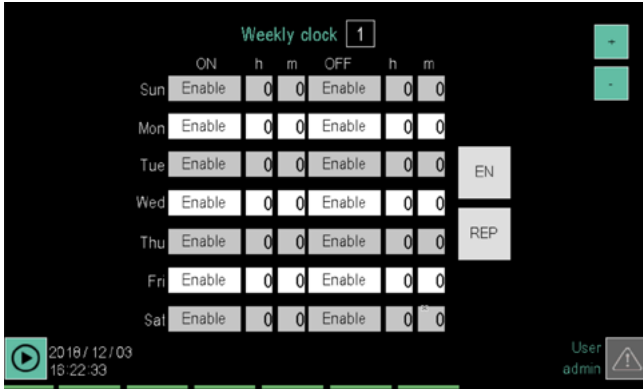 Weekly clock 1
+
ON h m OFF h m
Sun Enable 0 0 Enable 0 0
-
Mon Enable 0 0 Enable 0 0
Tue Enable 0 0 Enable 0 0
EN
Wed Enable 0 0 Enable 0 0
REP
Thu Enable 0 0 Enable 0 0
Fri Enable 0 0 Enable 0 0
Sat Enable 0 0 Enable 0 0
2018/12/03
16:22:33
User
admin